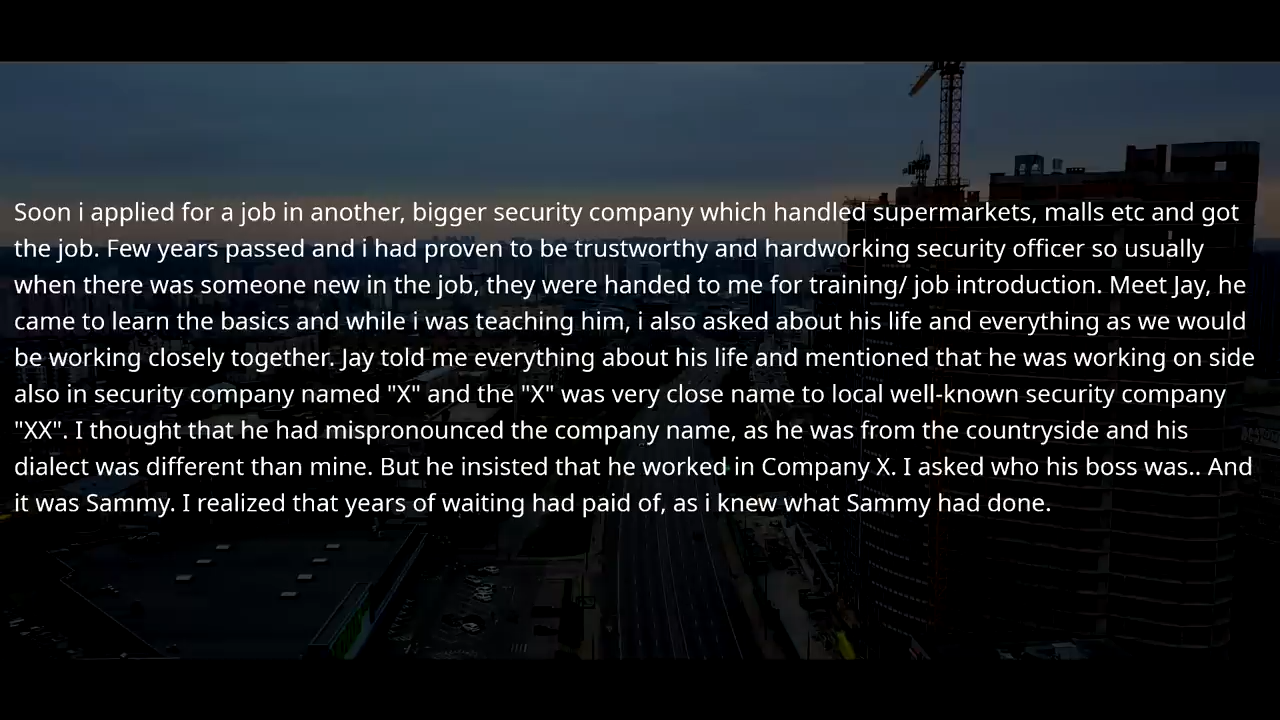 Soon i applied for a job in another, bigger security company which handled supermarkets, malls etc and got
the job. Few years passed and i had proven to be trustworthy and hardworking security officer so usually
when there was someone new in the job, they were handed to me for training/ job introduction. Meet Jay, he
came to learn the basics and while i was teaching him, i also asked about his life and everything as we would
be working closely together. Jay told me everything about his life and mentioned that he was working on side
also in security company named "X" and the "X" was very close name to local well-known security company
"XX". I thought that he had mispronounced the company name, as he was from the countryside and his
dialect was different than mine. But he insisted that he worked in Company X. I asked who his boss was.. And
it was Sammy. I realized that years of waiting had paid of, as i knew what Sammy had done.